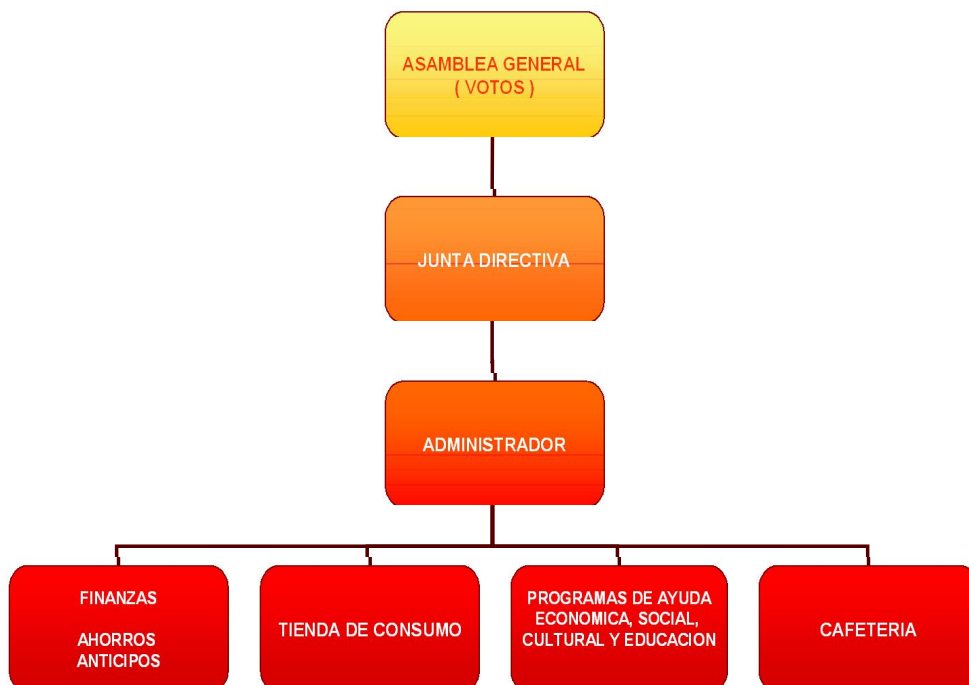 ASAMBLEA GENERAL
( VOTOS )
JUNTA DIRECTIVA
ADMINISTRADOR
FINANZAS
AHORROS
ANTICIPOS
TIENDA DE CONSUMO
PROGRAMAS DE AYUDA
ECONOMICA, SOCIAL,
CULTURAL Y EDUCACION
CAFETERIA